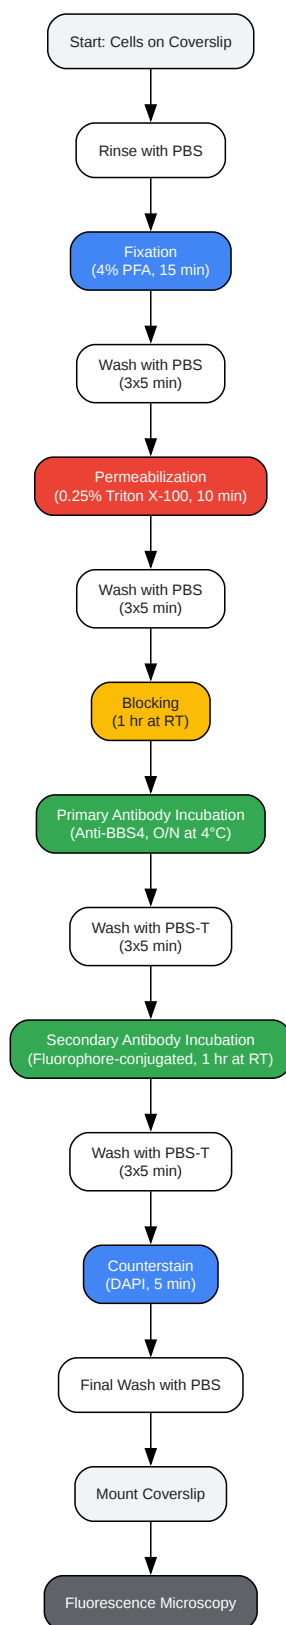 Start: Cells on Coverslip
Rinse with PBS
Fixation
(4% PFA, 15 min)
Wash with PBS
(3x5 min)
Permeabilization
(0.25% Triton X-100, 10 min)
Wash with PBS
(3x5 min)
Blocking
(1 hr at RT)
Primary Antibody Incubation
(Anti-BBS4, O/N at 4°C)
Wash with PBS-T
(3x5 min)
Secondary Antibody Incubation
(Fluorophore-conjugated, 1 hr at RT)
Wash with PBS-T
(3x5 min)
Counterstain
(DAPI, 5 min)
Final Wash with PBS
Mount Coverslip
Fluorescence Microscopy